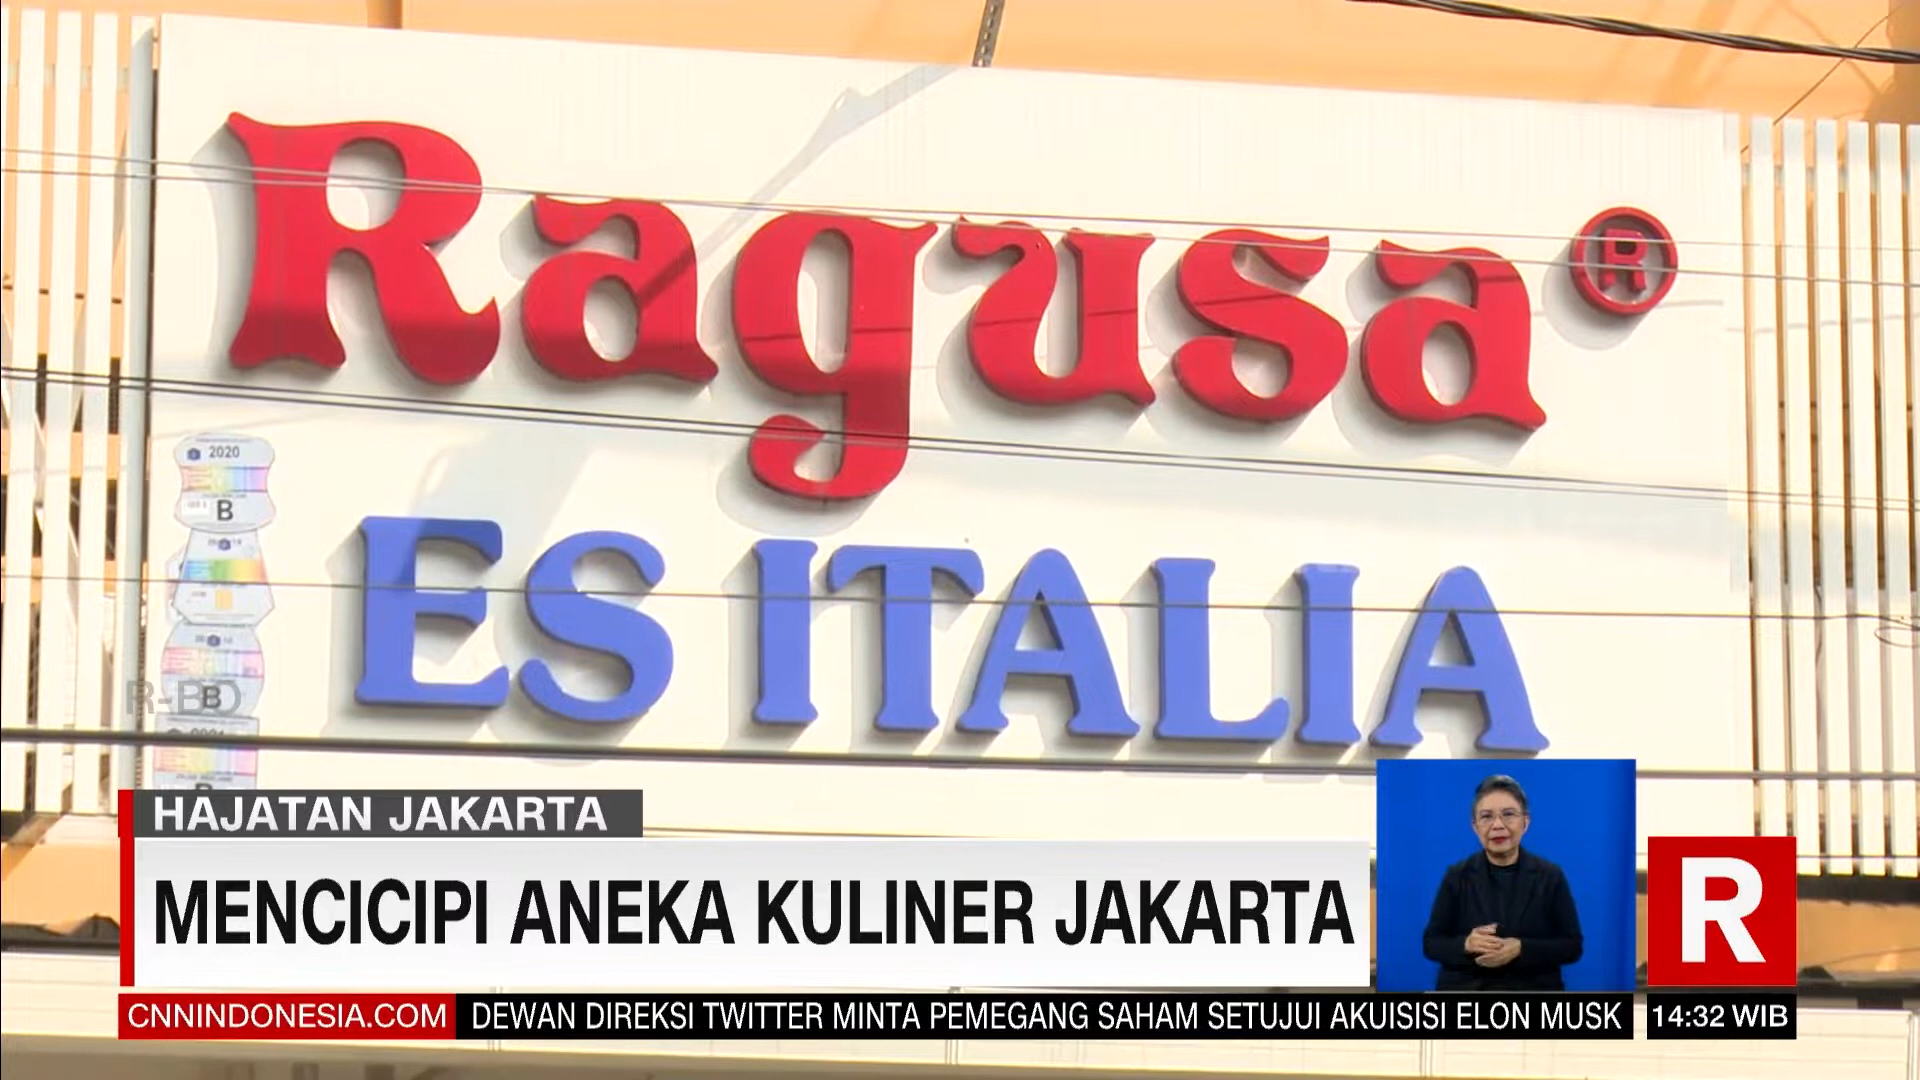 Ragusa®
ES ITALIA
2020
B
B
R-BO
HAJATAN JAKARTA
MENCICIPI ANEKA KULINER JAKARTA
R
CNNINDONESIA.COM
DEWAN DIREKSI TWITTER MINTA PEMEGANG SAHAM SETUJUI AKUISISI ELON MUSK
14:32 WIB